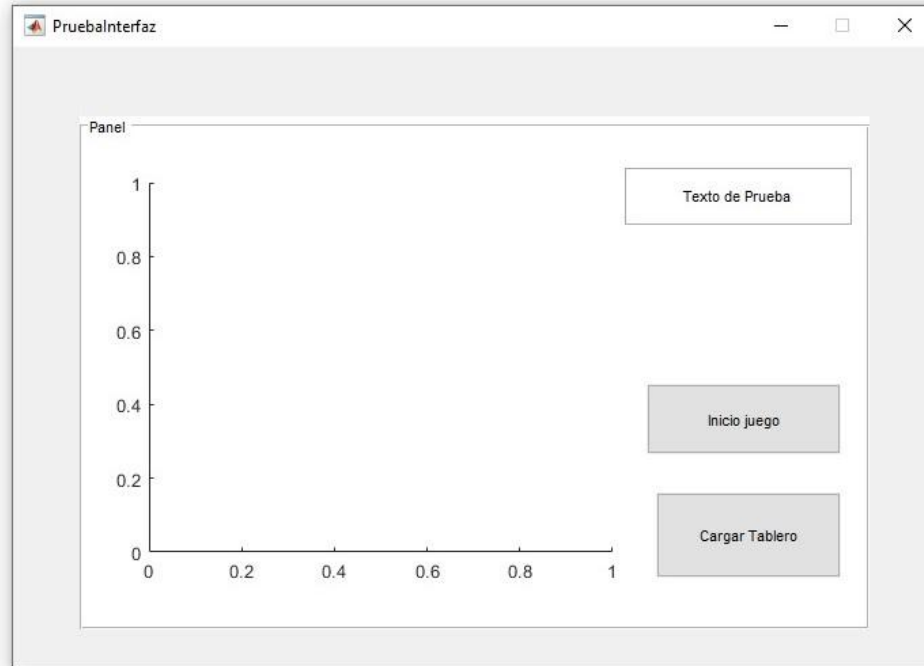 PruebaInterfaz
Panel
Texto de Prueba
1
0.8
0.6
0.4
0.2
0
0 0.2 0.4 0.6 0.8 1
Inicio juego
Cargar Tablero